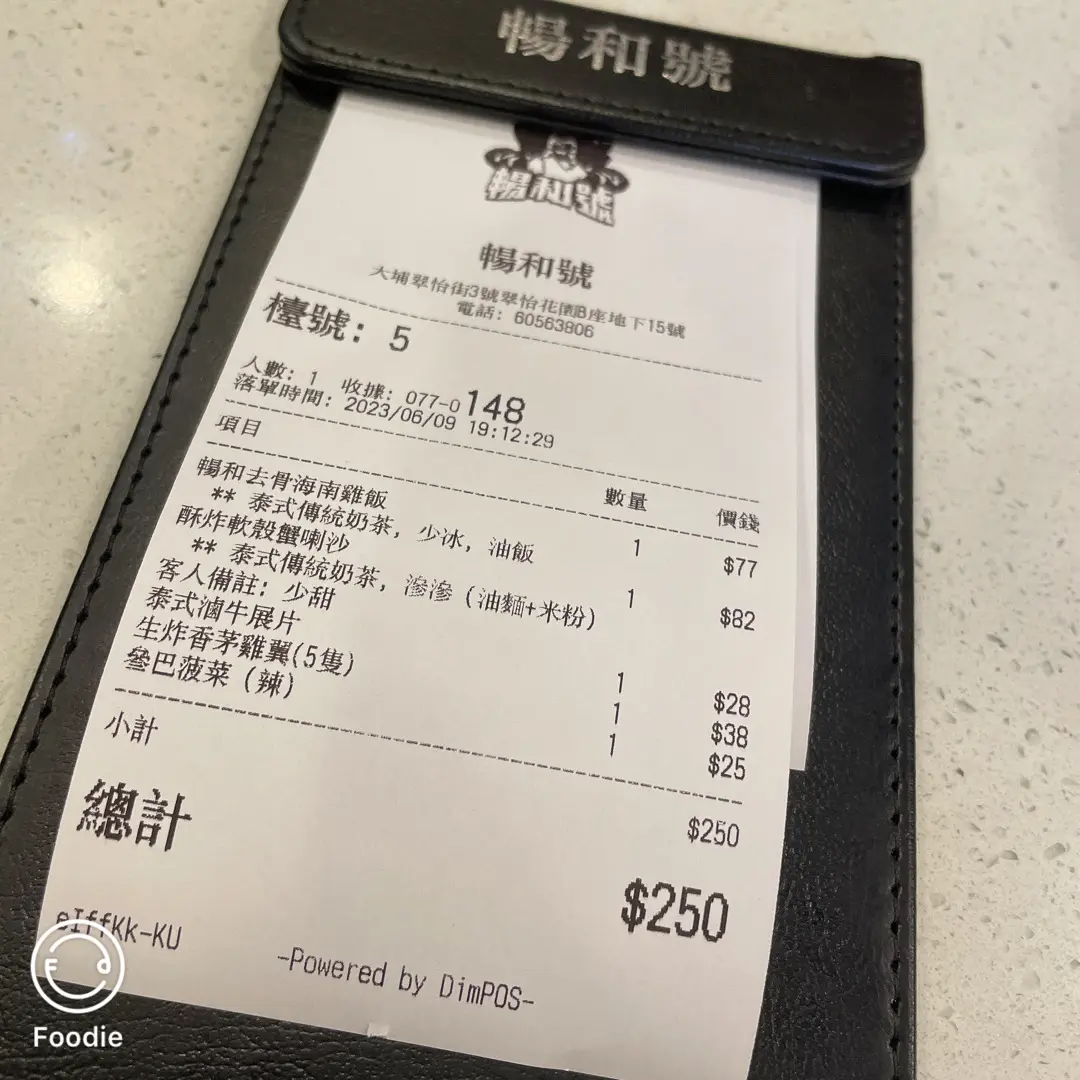 暢和號
暢和號
暢和號
大埔翠怡街3號翠怡花園B座地下15號
電話: 60563806
檯號: 5
人數: 1 收據: 077-0148
落單時間: 2023/06/09 19:12:29
項目 數量 價錢
暢和去骨海南雞飯 1 $77
** 泰式傳統奶茶, 少冰, 油飯
酥炸軟殼蟹喇沙 1 $82
** 泰式傳統奶茶, 滲滲 (油麵+米粉)
客人備註: 少甜
泰式滷牛展片 1 $28
生炸香茅雞翼(5隻) 1 $38
叄巴菠菜 (辣) 1 $25
小計 $250
總計 $250
eIffKk-KU
-Powered by DimPOS-
Foodie